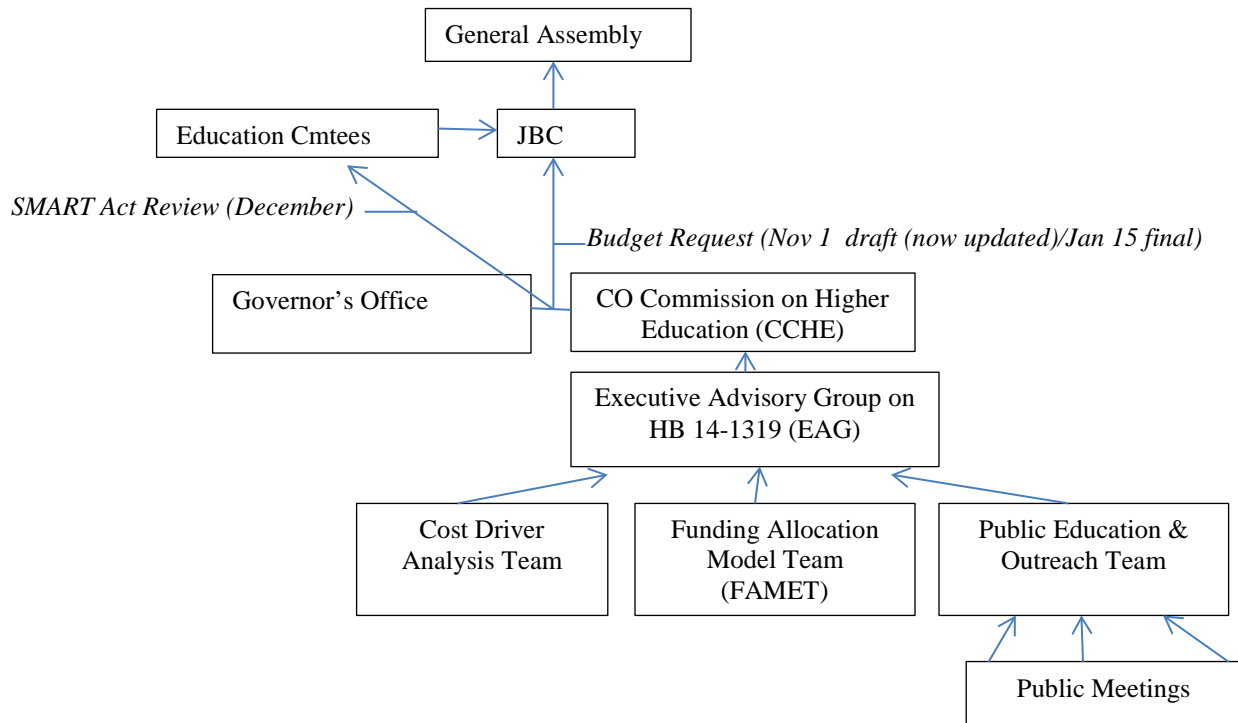 General Assembly
Education Cmtees
JBC
SMART Act Review (December)
Budget Request (Nov 1  draft (now updated)/Jan 15 final)
Governor’s Office
CO Commission on Higher
Education (CCHE)
Executive Advisory Group on
HB 14-1319 (EAG)
Cost Driver
Analysis Team
Funding Allocation
Model Team
(FAMET)
Public Education &
Outreach Team
Public Meetings